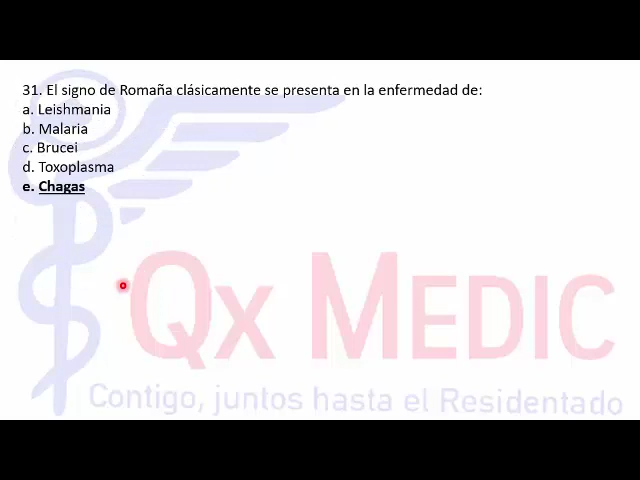 31. El signo de Romaña clásicamente se presenta en la enfermedad de:
a. Leishmania
b. Malaria
c. Brucei
d. Toxoplasma
e. Chagas
Qx MEDIC
Contigo, juntos hasta el Residentado